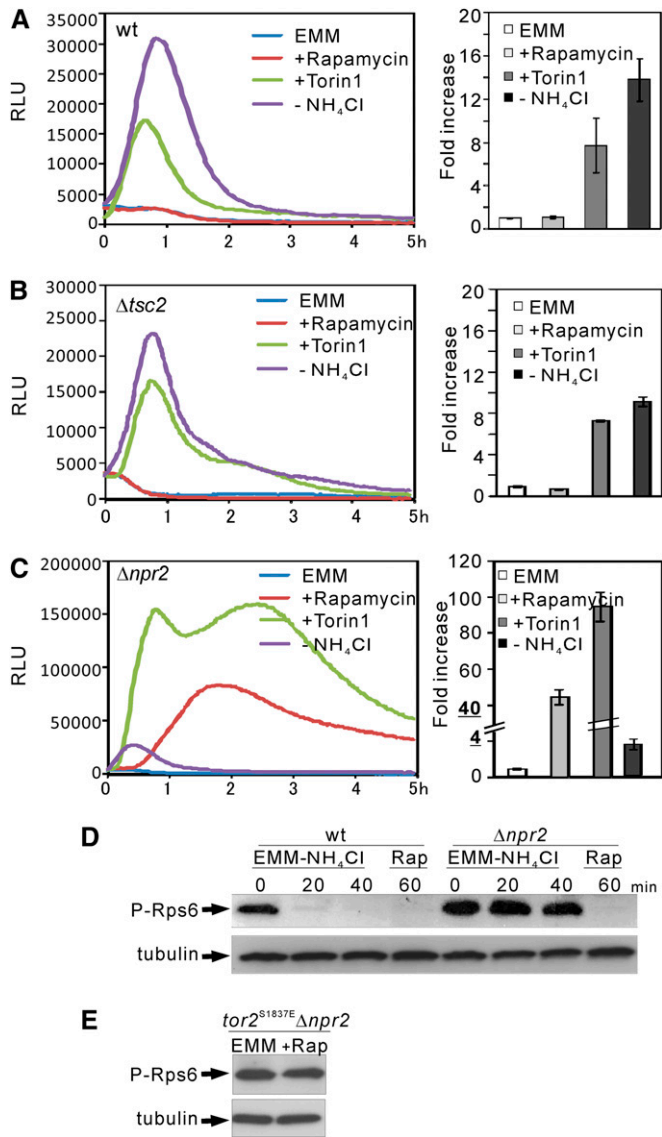 A
wt
RLU
35000
30000
25000
20000
15000
10000
5000
0
0 1 2 3 4 5h
EMM
+Rapamycin
+Torin1
- NH₄Cl
Fold increase
20
16
12
8
4
0
EMM
+Rapamycin
+Torin1
- NH₄Cl
B
Δtsc2
RLU
30000
25000
20000
15000
10000
5000
0
0 1 2 3 4 5h
EMM
+Rapamycin
+Torin1
- NH₄Cl
Fold increase
20
16
12
8
4
0
EMM
+Rapamycin
+Torin1
- NH₄Cl
C
Δnpr2
RLU
200000
150000
100000
50000
0
0 1 2 3 4 5h
EMM
+Rapamycin
+Torin1
- NH₄Cl
Fold increase
120
100
80
60
40
4
0
EMM
+Rapamycin
+Torin1
- NH₄Cl
D
wt Δnpr2
EMM-NH₄Cl Rap EMM-NH₄Cl Rap
0 20 40 60 0 20 40 60 min
P-Rps6
tubulin
E
tor2S1837E Δnpr2
EMM +Rap
P-Rps6
tubulin